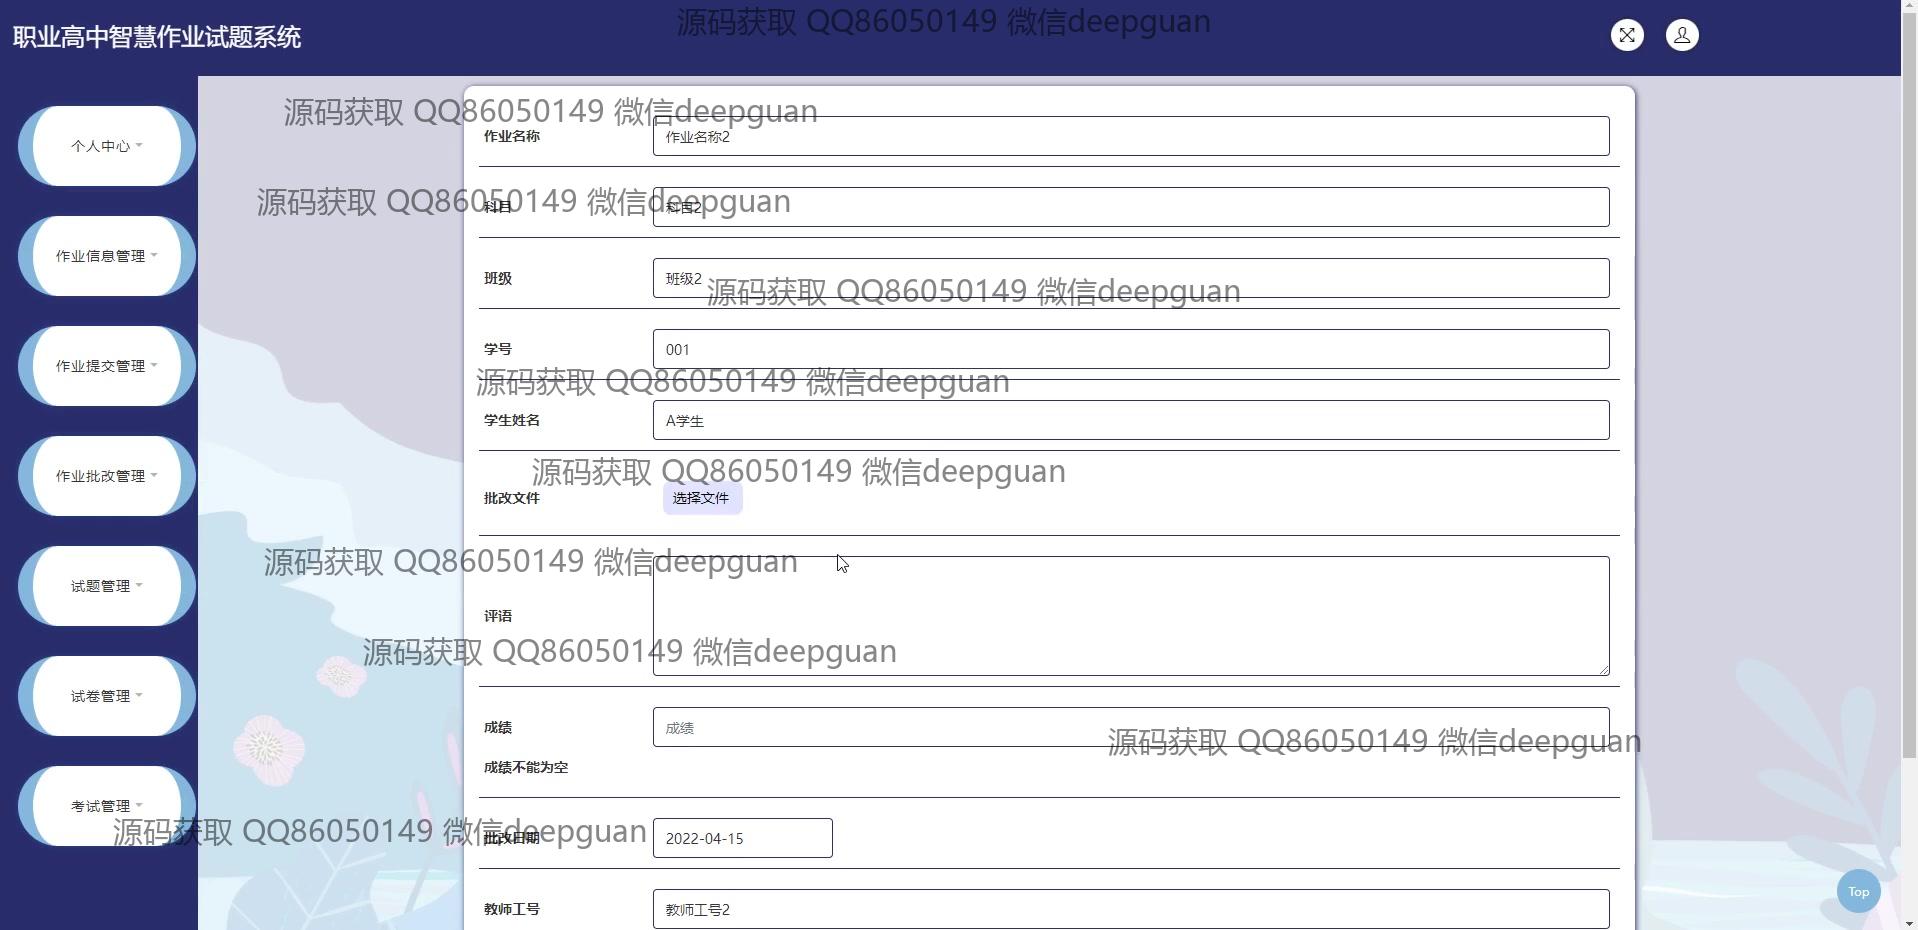 源码获取 QQ86050149 微信deepguan
职业高中智慧作业试题系统
源码获取 QQ86050149 微信deepguan
作业名称 作业名称2
个人中心
源码获取 QQ86050149 微信deepguan
科目 科目2
作业信息管理
班级 班级2
源码获取 QQ86050149 微信deepguan
学号 001
作业提交管理
源码获取 QQ86050149 微信deepguan
学生姓名 A学生
源码获取 QQ86050149 微信deepguan
作业批改管理
批改文件 选择文件
源码获取 QQ86050149 微信deepguan
试题管理
评语
源码获取 QQ86050149 微信deepguan
试卷管理
成绩 成绩
源码获取 QQ86050149 微信deepguan
成绩不能为空
考试管理
源码获取 QQ86050149 微信deepguan
批改日期 2022-04-15
Top
教师工号 教师工号2